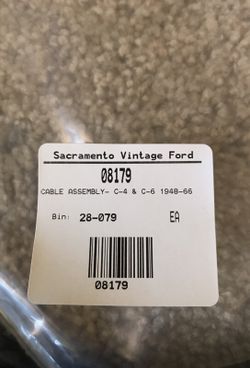 Sacramento Vintage Ford
08179
CABLE ASSEMBLY- C-4 & C-6 1948-66
Bin: 28-079 EA
08179